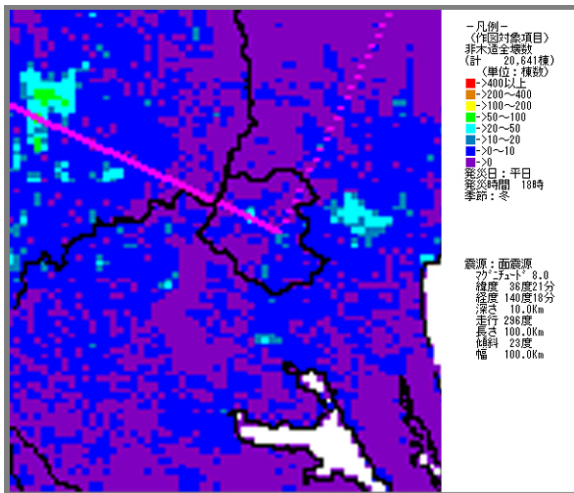 －凡例－
（作図対象項目）
非木造全壊数
(計 20,641棟)
（単位：棟数）
->400以上
->200～400
->100～200
->50～100
->20～50
->10～20
->0～10
->0
発災日：平日
発災時間 18時
季節：冬
震源：面震源
ﾏｸﾞﾆﾁｭｰﾄﾞ 8.0
緯度 36度21分
経度 140度18分
深さ 10.0Km
走行 296度
長さ 100.0Km
傾斜 23度
幅 100.0Km